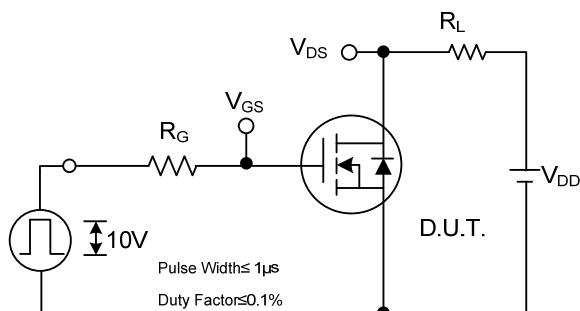 RL
VDS
VGS
RG
VDD
10V
D.U.T.
Pulse Width≤ 1μs
Duty Factor≤0.1%